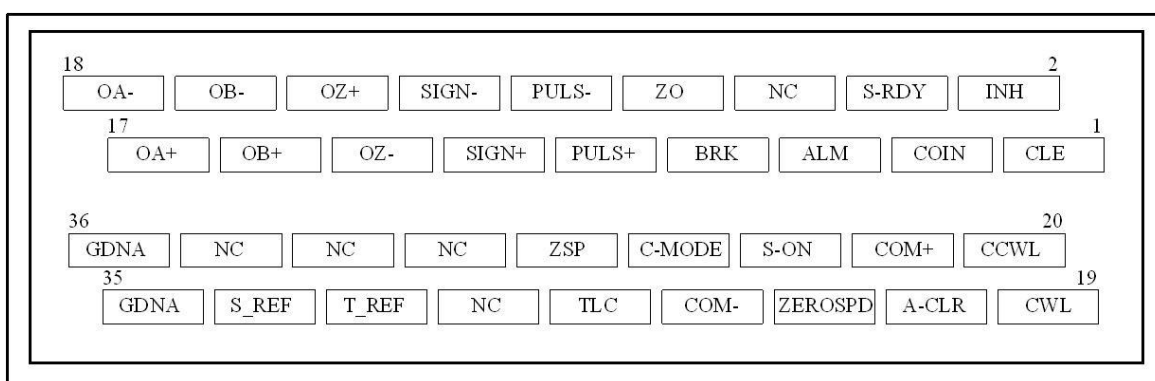 18 2
OA- OB- OZ+ SIGN- PULS- ZO NC S-RDY INH
17 1
OA+ OB+ OZ- SIGN+ PULS+ BRK ALM COIN CLE
36 20
GDNA NC NC NC ZSP C-MODE S-ON COM+ CCWL
35 19
GDNA S_REF T_REF NC TLC COM- ZEROSPD A-CLR CWL